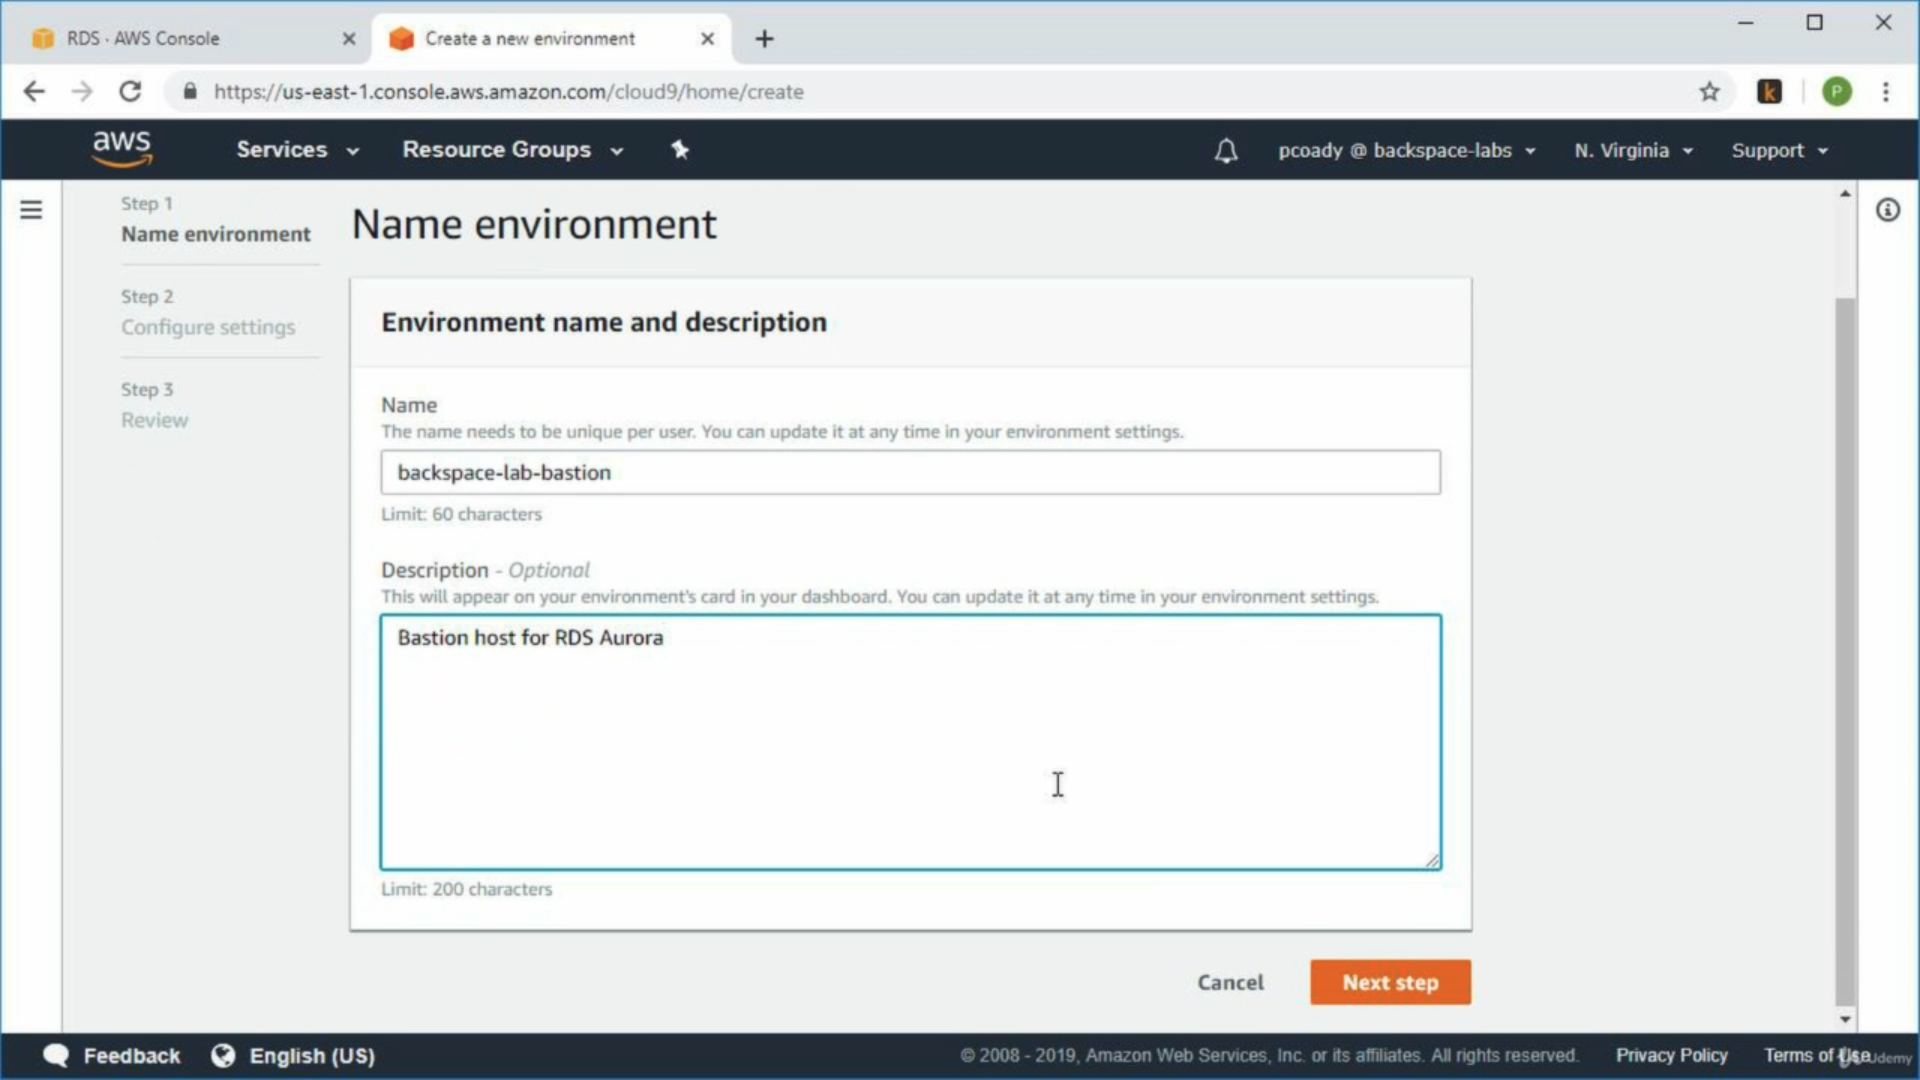 RDS · AWS Console
Create a new environment
https://us-east-1.console.aws.amazon.com/cloud9/home/create
k
P
aws
Services
Resource Groups
pcoady @ backspace-labs
N. Virginia
Support
Step 1
Name environment
Step 2
Configure settings
Step 3
Review
Name environment
Environment name and description
Name
The name needs to be unique per user. You can update it at any time in your environment settings.
backspace-lab-bastion
Limit: 60 characters
Description - Optional
This will appear on your environment's card in your dashboard. You can update it at any time in your environment settings.
Bastion host for RDS Aurora
Limit: 200 characters
Cancel
Next step
Feedback
English (US)
© 2008 - 2019, Amazon Web Services, Inc. or its affiliates. All rights reserved.
Privacy Policy
Terms of Use
Udemy